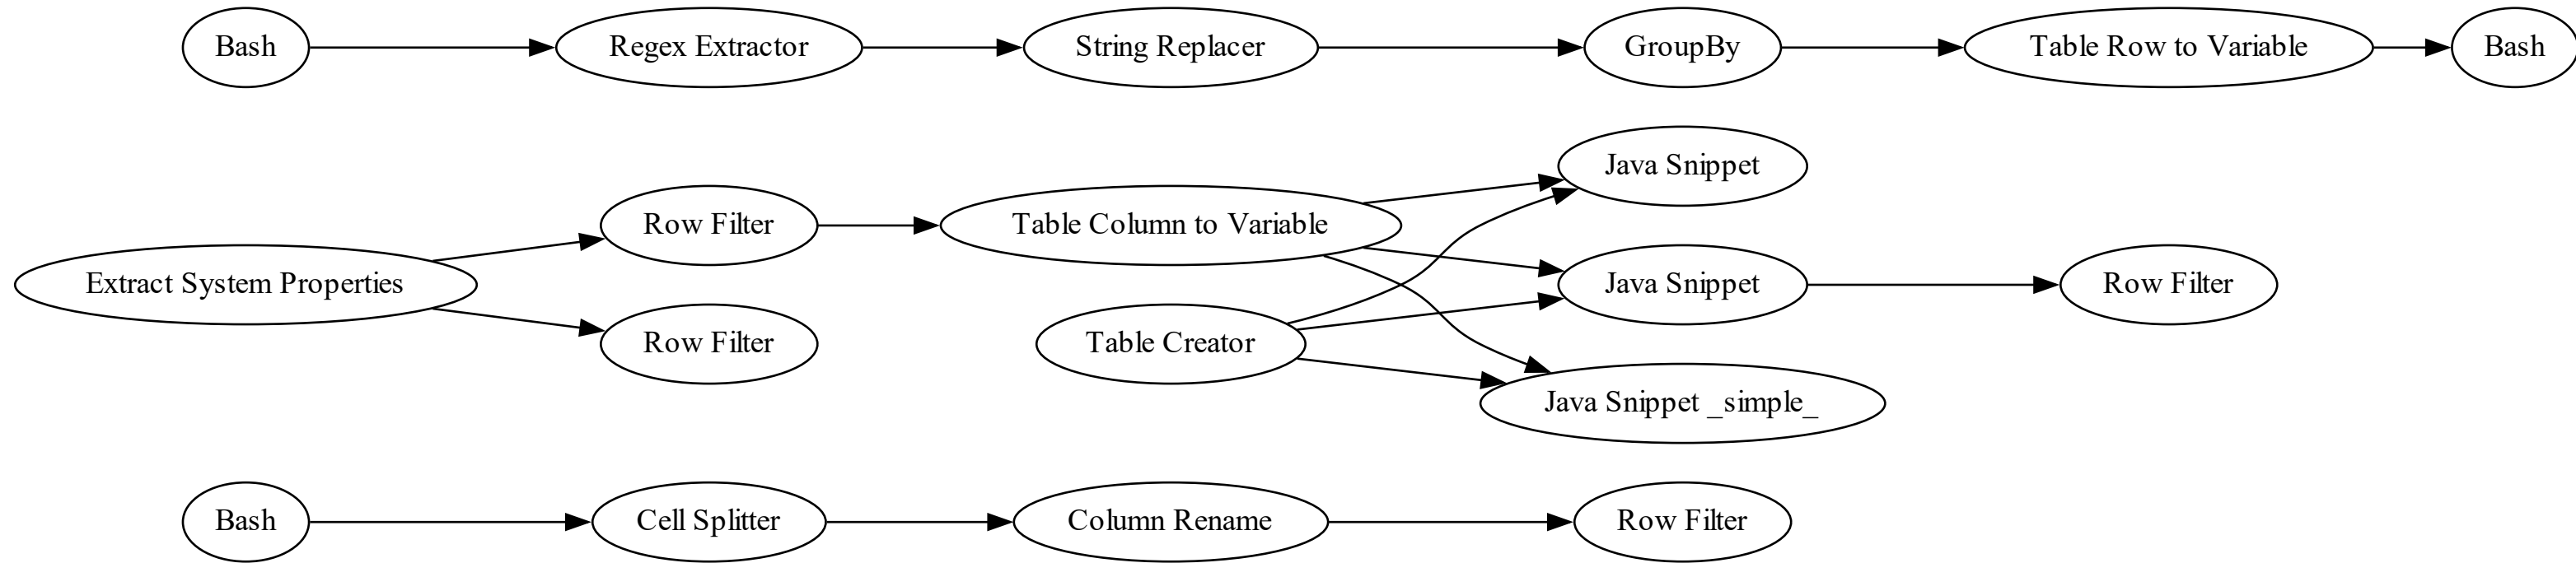 Bash
Regex Extractor
String Replacer
GroupBy
Table Row to Variable
Bash
Java Snippet
Row Filter
Table Column to Variable
Extract System Properties
Java Snippet
Row Filter
Row Filter
Table Creator
Java Snippet _simple_
Bash
Cell Splitter
Column Rename
Row Filter